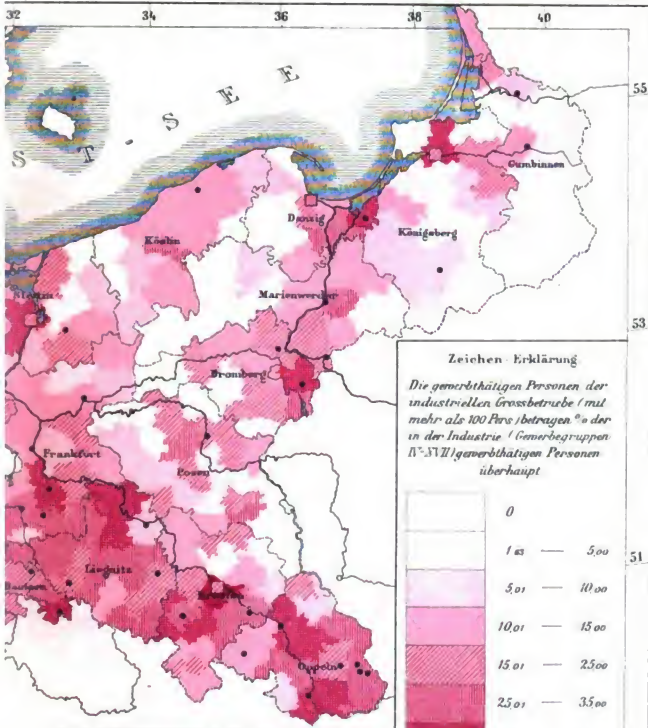 32 34 36 38 40
55
S T - S E E
Gumbinnen
Danzig
Köslin
Königsberg
Stettin
Marienwerder
53
Bromberg
Frankfurt
Posen
51
Liegnitz
Bautzen
Breslau
Oppeln
Zeichen-Erklärung
Die gewerbthätigen Personen der
industriellen Grossbetriebe (mit
mehr als 100 Pers.) betragen % der
in der Industrie (Gewerbegruppen
IV-XVII) gewerbthätigen Personen
überhaupt
0
1,63 — 5,00
5,01 — 10,00
10,01 — 15,00
15,01 — 25,00
25,01 — 35,00